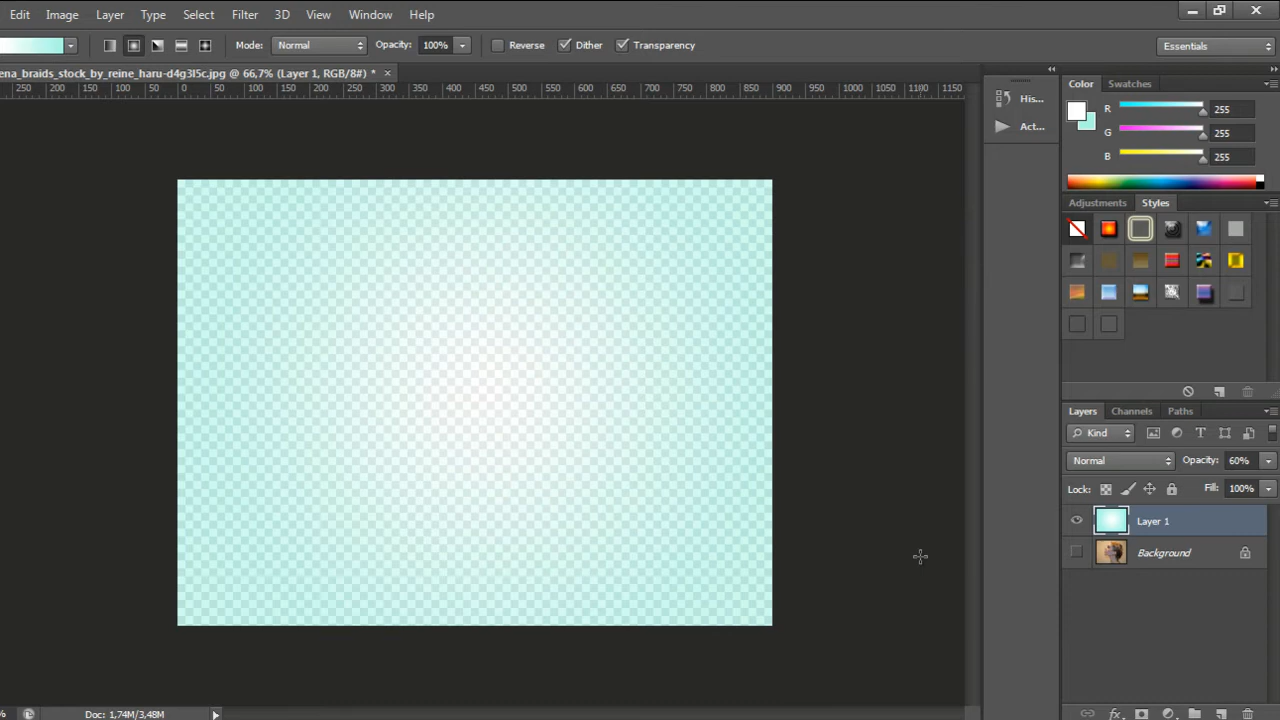 Edit Image Layer Type Select Filter 3D View Window Help
Mode: Normal Opacity: 100% Reverse Dither Transparency Essentials
ena_braids_stock_by_reine_haru-d4g3l5c.jpg @ 66,7% (Layer 1, RGB/8#) * ×
250 200 150 100 50 0 50 100 150 200 250 300 350 400 450 500 550 600 650 700 750 800 850 900 950 1000 1050 1100 1150
His...
Act...
Color Swatches
R 255
G 255
B 255
Adjustments Styles
Layers Channels Paths
Kind
Normal Opacity: 60%
Lock: Fill: 100%
Layer 1
Background
% Doc: 1,74M/3,48M